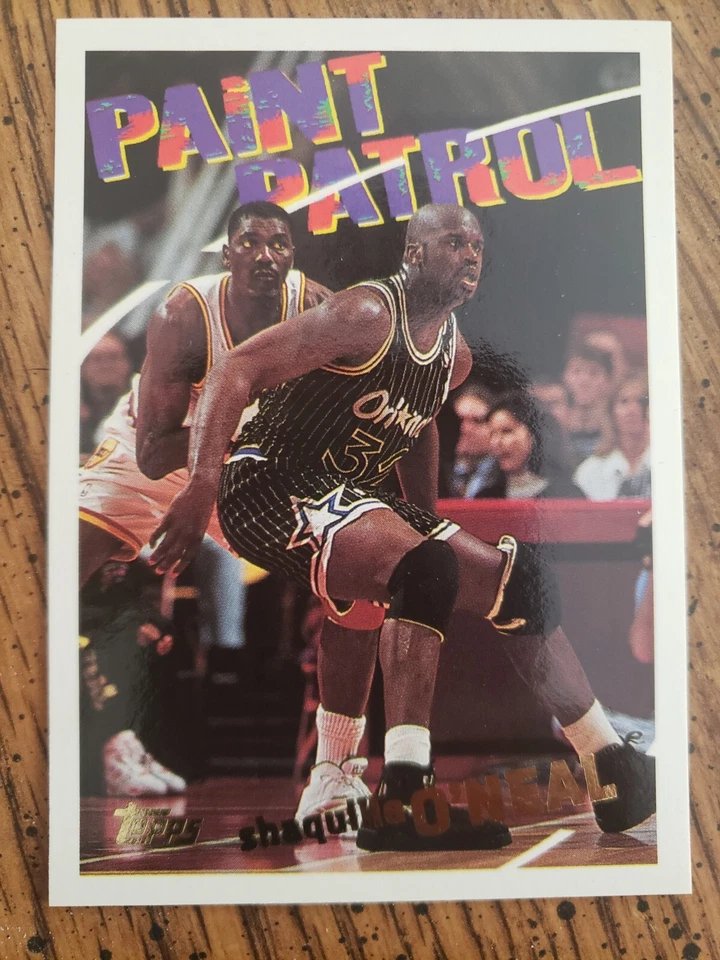 PAINT
PATROL
Orlando
32
Topps
shaquille O'NEAL